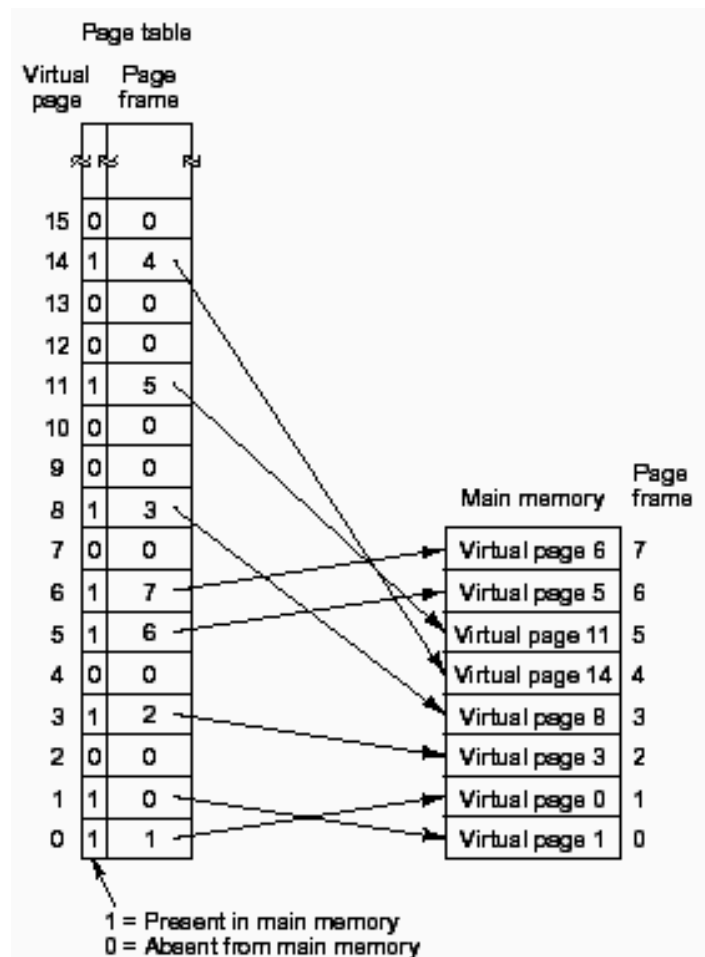 Page table
Virtual page
Page frame
15 0 0
14 1 4
13 0 0
12 0 0
11 1 5
10 0 0
9 0 0
8 1 3
7 0 0
6 1 7
5 1 6
4 0 0
3 1 2
2 0 0
1 1 0
0 1 1
1 = Present in main memory
0 = Absent from main memory
Main memory
Page frame
Virtual page 6 7
Virtual page 5 6
Virtual page 11 5
Virtual page 14 4
Virtual page 8 3
Virtual page 3 2
Virtual page 0 1
Virtual page 1 0